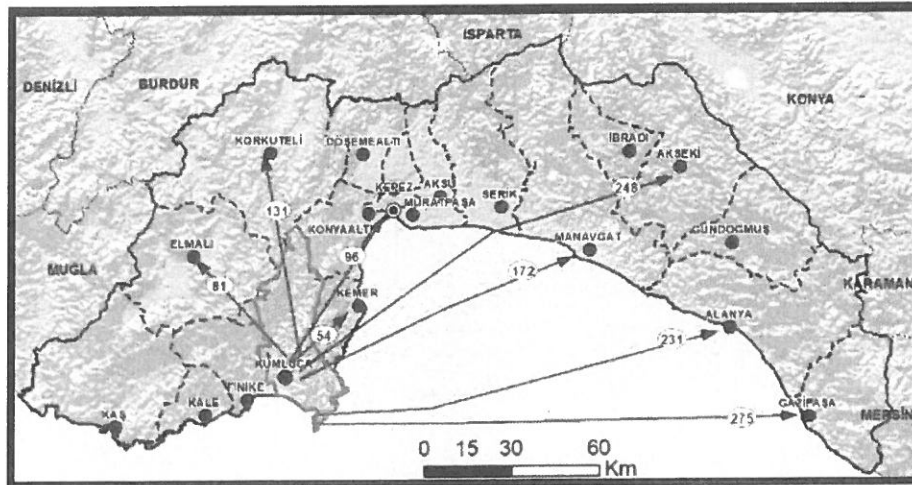 ISPARTA
DENİZLİ
BURDUR
KONYA
KORKUTELİ
DÖŞEMEALTI
İBRADI
AKSEKİ
248
KEPEZ
AKSU
SERİK
131
MURATPAŞA
KONYAALTI
ELMALI
MANAVGAT
GÜNDOĞMUŞ
MUĞLA
96
81
172
KARAMAN
KEMER
ALANYA
54
231
KUMLUCA
FİNİKE
KAŞ
KALE
GAZİPAŞA
275
MERSİN
0 15 30 60
Km